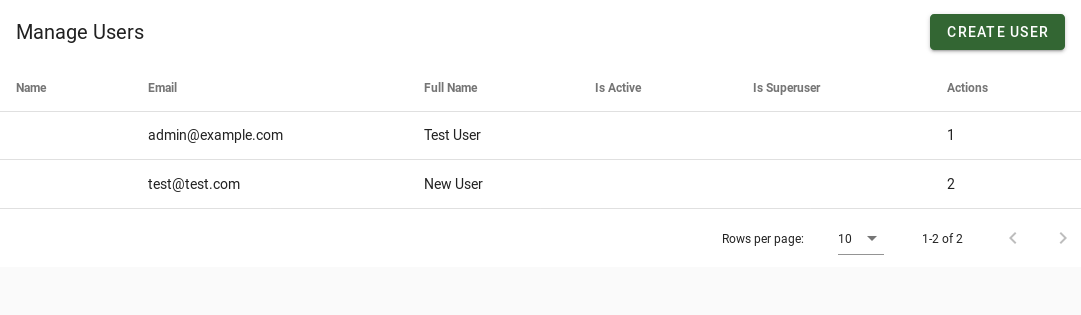 Manage Users
CREATE USER
Name Email Full Name Is Active Is Superuser Actions
admin@example.com Test User 1
test@test.com New User 2
Rows per page: 10 1-2 of 2